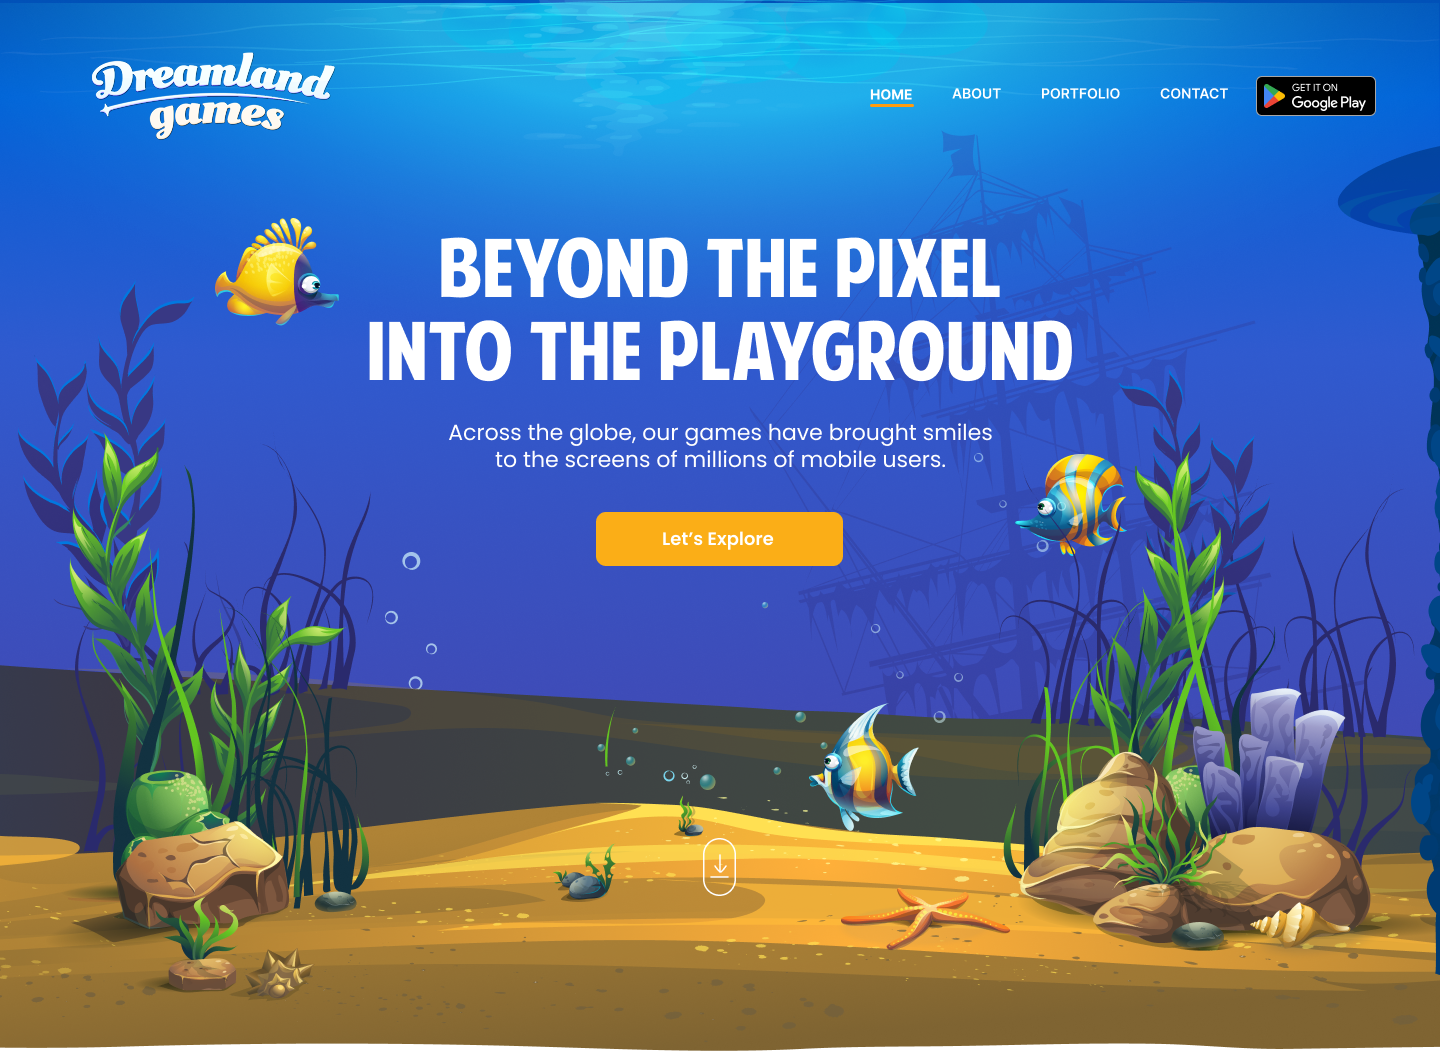 Dreamland
games
HOME
ABOUT
PORTFOLIO
CONTACT
GET IT ON
Google Play
BEYOND THE PIXEL
INTO THE PLAYGROUND
Across the globe, our games have brought smiles
to the screens of millions of mobile users.
Let’s Explore